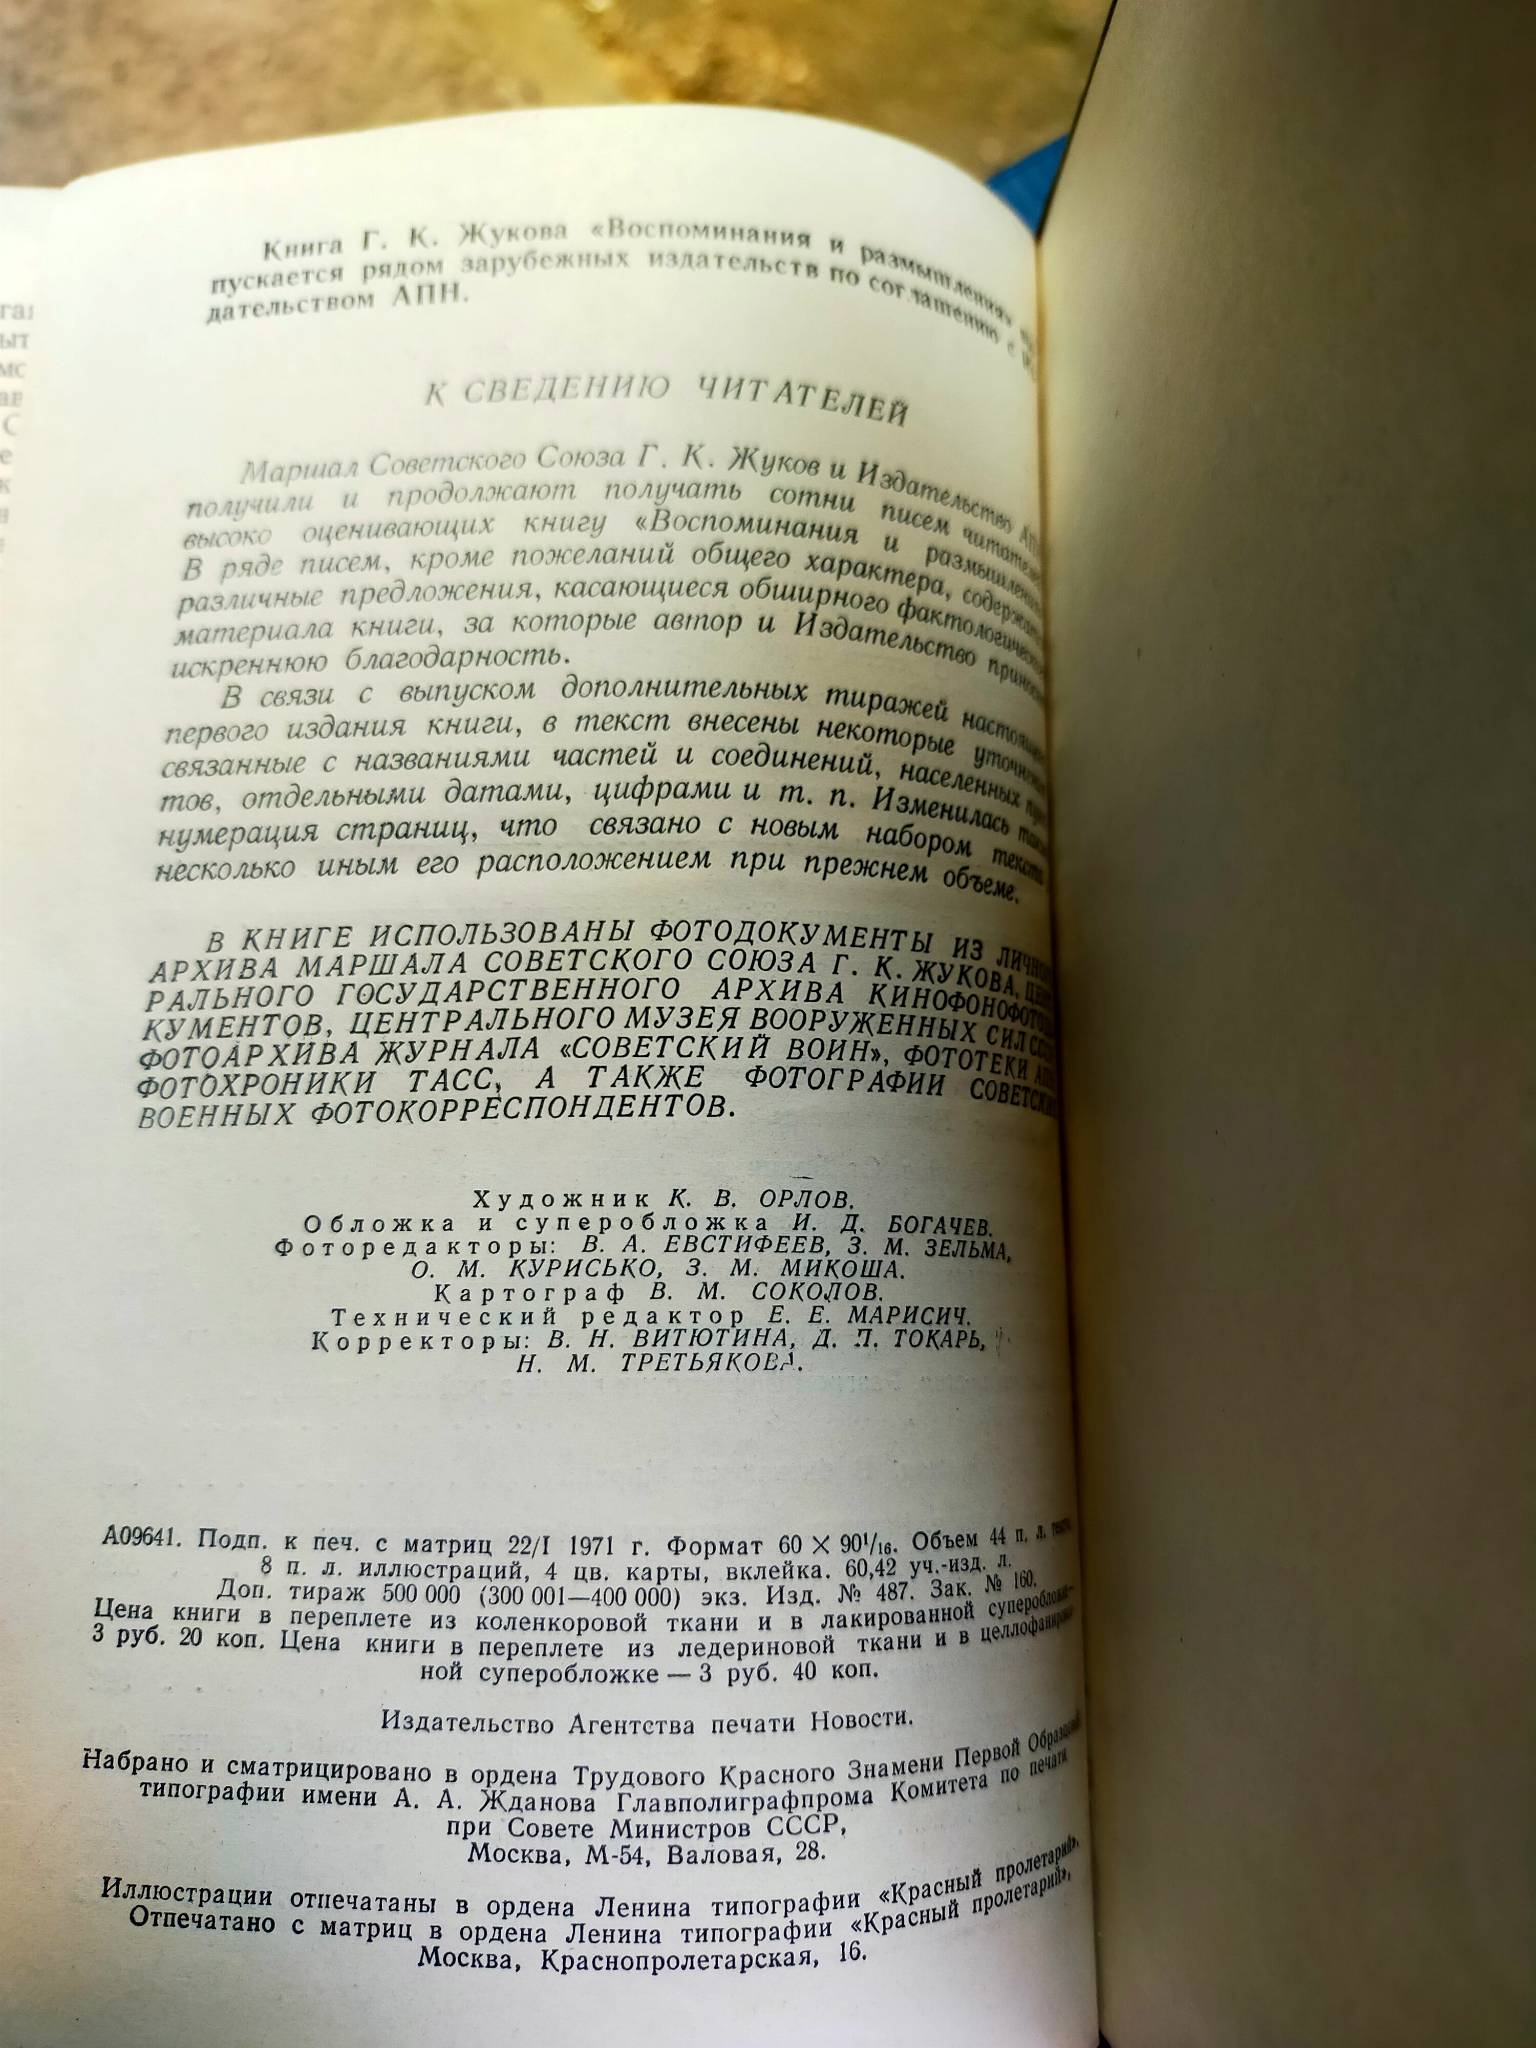 Книга Г. К. Жукова «Воспоминания и размышления»
пускается рядом зарубежных издательств по соглашению с
дательством АПН.
К СВЕДЕНИЮ ЧИТАТЕЛЕЙ
Маршал Советского Союза Г. К. Жуков и Издательство
получили и продолжают получать сотни писем
высоко оценивающих книгу «Воспоминания и
В ряде писем, кроме пожеланий общего характера,
различные предложения, касающиеся обширного
материала книги, за которые автор и Издательство
искреннюю благодарность.
В связи с выпуском дополнительных тиражей
первого издания книги, в текст внесены некоторые
связанные с названиями частей и соединений, населенных
тов, отдельными датами, цифрами и т. п. Изменилась
нумерация страниц, что связано с новым набором
несколько иным его расположением при прежнем объеме.
В КНИГЕ ИСПОЛЬЗОВАНЫ ФОТОДОКУМЕНТЫ ИЗ
АРХИВА МАРШАЛА СОВЕТСКОГО СОЮЗА Г. К. ЖУКОВА,
РАЛЬНОГО ГОСУДАРСТВЕННОГО АРХИВА
КУМЕНТОВ, ЦЕНТРАЛЬНОГО МУЗЕЯ ВООРУЖЕННЫХ СИЛ
ФОТОАРХИВА ЖУРНАЛА «СОВЕТСКИЙ ВОИН», ФОТОТЕКИ
ФОТОХРОНИКИ ТАСС, А ТАКЖЕ ФОТОГРАФИИ
ВОЕННЫХ ФОТОКОРРЕСПОНДЕНТОВ.
Художник К. В. ОРЛОВ.
Обложка и суперобложка И. Д. БОГАЧЕВ.
Фоторедакторы: В. А. ЕВСТИФЕЕВ, З. М. ЗЕЛЬМА,
О. М. КУРИСЬКО, З. М. МИКОША.
Картограф В. М. СОКОЛОВ.
Технический редактор Е. Е. МАРИСИЧ.
Корректоры: В. Н. ВИТЮТИНА, Д. П. ТОКАРЬ,
Н. М. ТРЕТЬЯКОВА.
А09641. Подп. к печ. с матриц 22/I 1971 г. Формат 60 × 90¹/₁₆. Объем 44 п. л.
8 п. л. иллюстраций, 4 цв. карты, вклейка. 60,42 уч.-изд. л.
Доп. тираж 500 000 (300 001—400 000) экз. Изд. № 487. Зак. № 160.
Цена книги в переплете из коленкоровой ткани и в лакированной суперобложке—
3 руб. 20 коп. Цена книги в переплете из ледериновой ткани и в целлофанирован-
ной суперобложке — 3 руб. 40 коп.
Издательство Агентства печати Новости.
Набрано и сматрицировано в ордена Трудового Красного Знамени Первой Образцовой
типографии имени А. А. Жданова Главполиграфпрома Комитета по печати
при Совете Министров СССР,
Москва, М-54, Валовая, 28.
Иллюстрации отпечатаны в ордена Ленина типографии «Красный пролетарий».
Отпечатано с матриц в ордена Ленина типографии «Красный пролетарий»,
Москва, Краснопролетарская, 16.